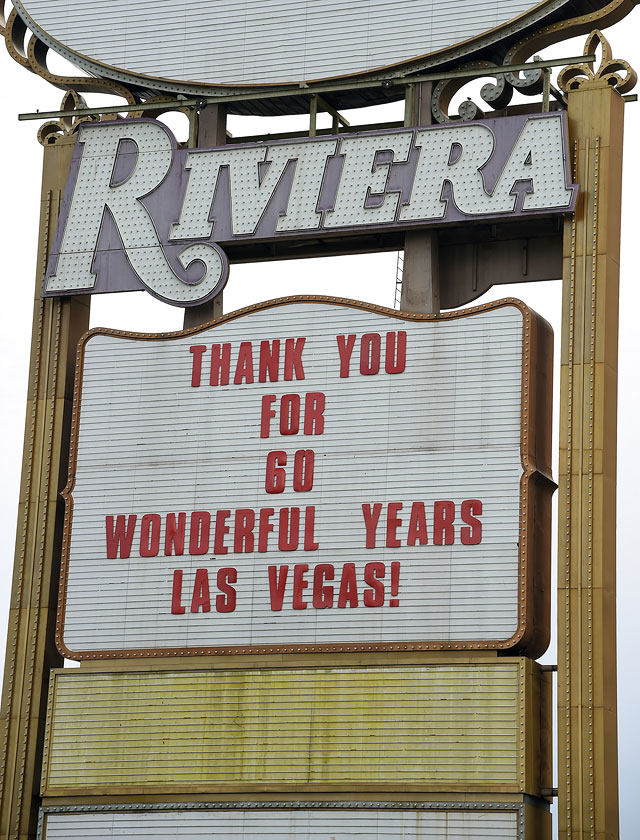 RIVIERA
THANK YOU
FOR
60
WONDERFUL YEARS
LAS VEGAS!